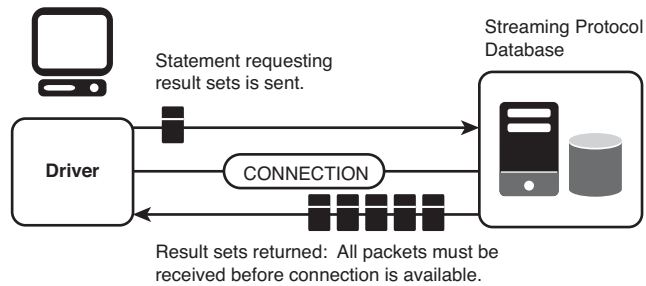 Streaming Protocol
Database
Statement requesting
result sets is sent.
Driver
CONNECTION
Result sets returned:  All packets must be
received before connection is available.